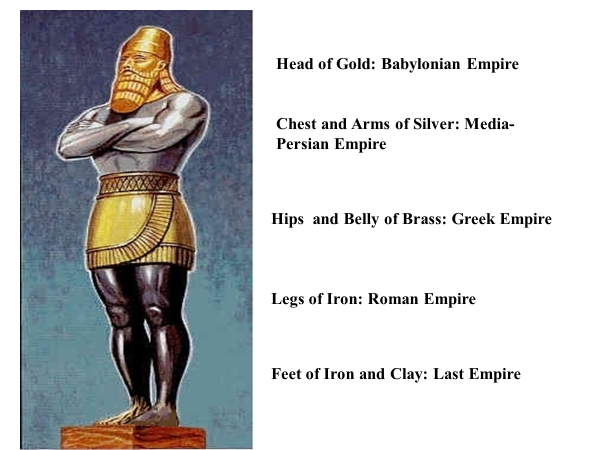 Head of Gold: Babylonian Empire
Chest and Arms of Silver: Media-
Persian Empire
Hips  and Belly of Brass: Greek Empire
Legs of Iron: Roman Empire
Feet of Iron and Clay: Last Empire